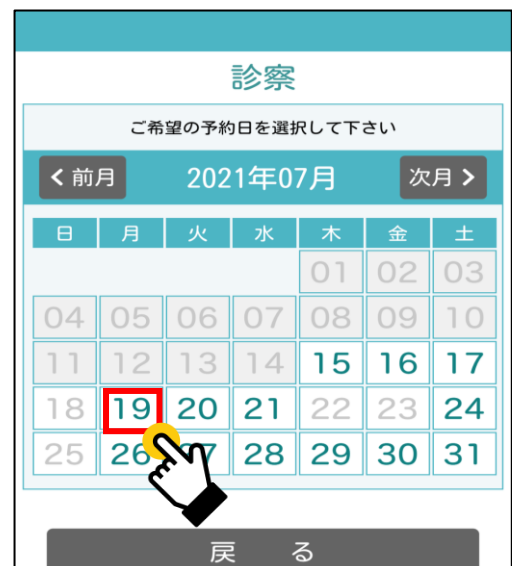 診察
ご希望の予約日を選択して下さい
< 前月 2021年07月 次月 >
日 月 火 水 木 金 土
01 02 03
04 05 06 07 08 09 10
11 12 13 14 15 16 17
18 19 20 21 22 23 24
25 26 27 28 29 30 31
戻 る